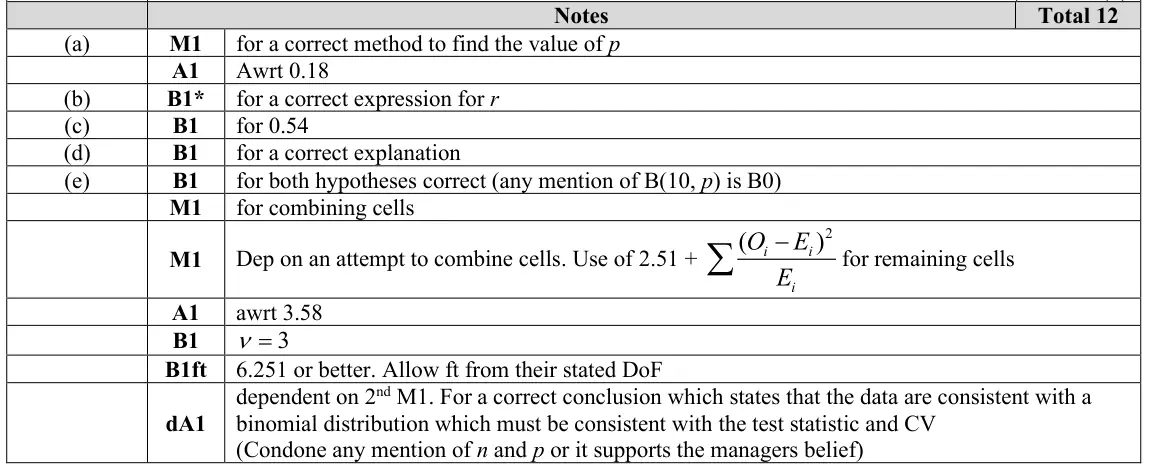 Notes Total 12
(a) M1 for a correct method to find the value of p
A1 Awrt 0.18
(b) B1* for a correct expression for r
(c) B1 for 0.54
(d) B1 for a correct explanation
(e) B1 for both hypotheses correct (any mention of B(10, p) is B0)
M1 for combining cells
M1 Dep on an attempt to combine cells. Use of 2.51 + ∑ (Oᵢ − Eᵢ)² / Eᵢ for remaining cells
A1 awrt 3.58
B1 ν = 3
B1ft 6.251 or better. Allow ft from their stated DoF
dA1 dependent on 2nd M1. For a correct conclusion which states that the data are consistent with a
binomial distribution which must be consistent with the test statistic and CV
(Condone any mention of n and p or it supports the managers belief)